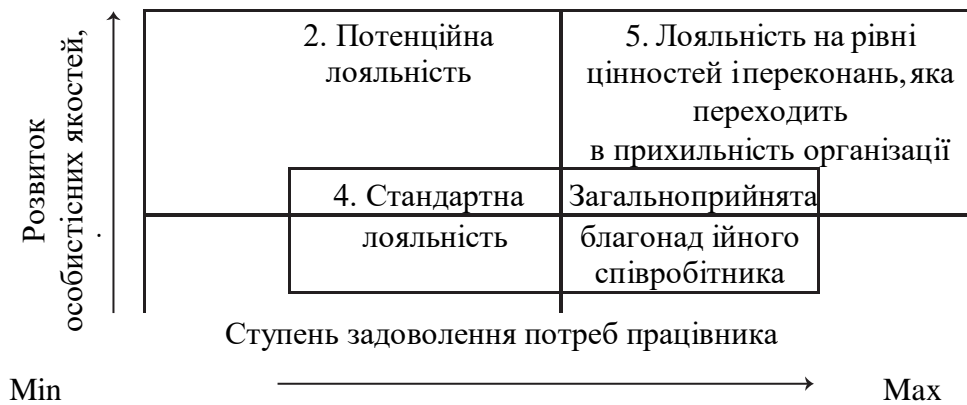 Розвиток
особистісних якостей,
2. Потенційна
лояльність
5. Лояльність на рівні
цінностей і переконань, яка
переходить
в прихильність організації
4. Стандартна
лояльність
Загальноприйнята
благонад ійного
співробітника
Ступень задоволення потреб працівника
Min
Max